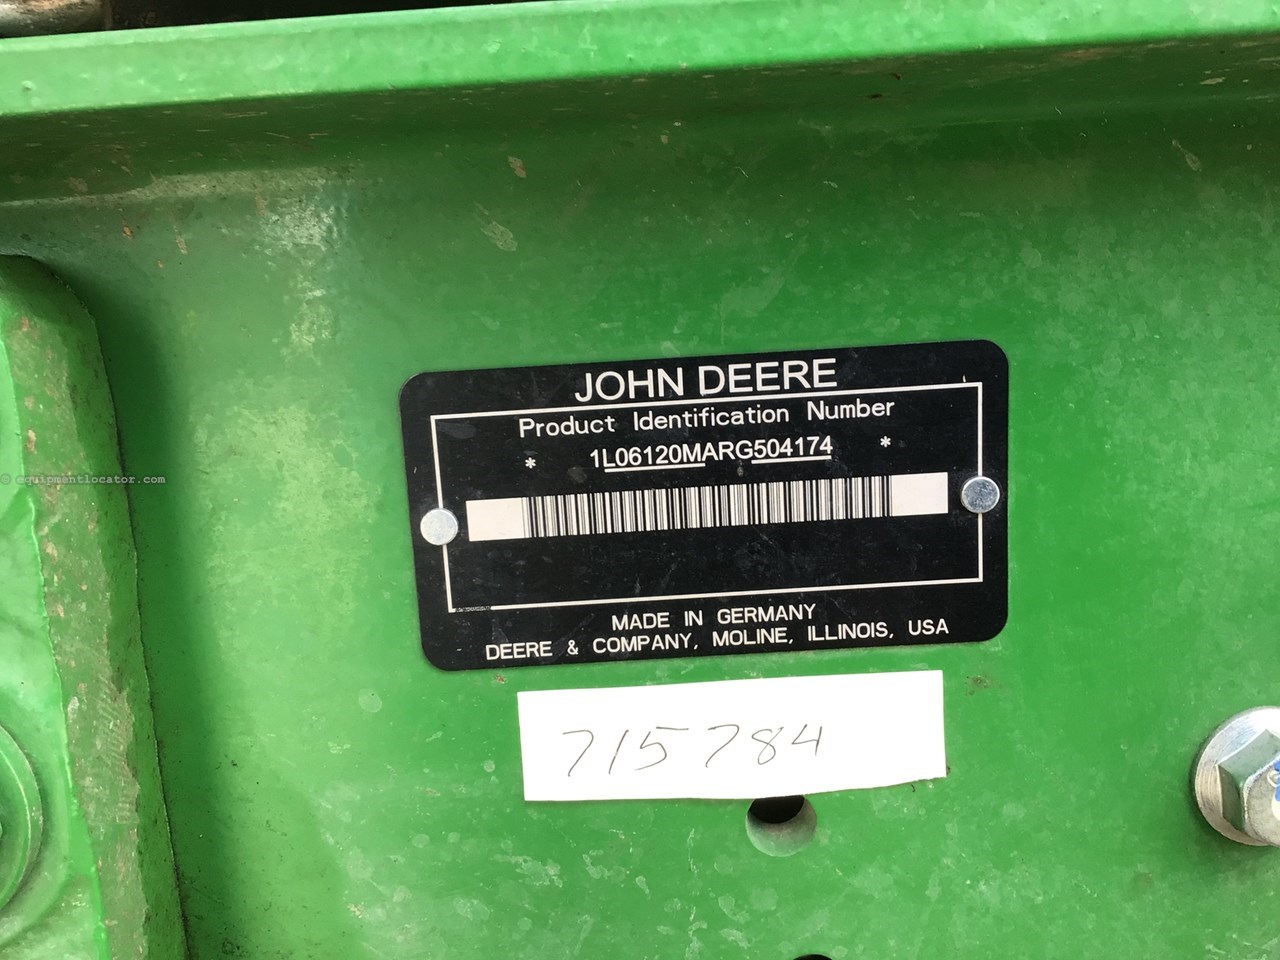 JOHN DEERE
Product Identification Number
* 1L06120MARG504174 *
MADE IN GERMANY
DEERE & COMPANY, MOLINE, ILLINOIS, USA
715784
© equipmentlocator.com